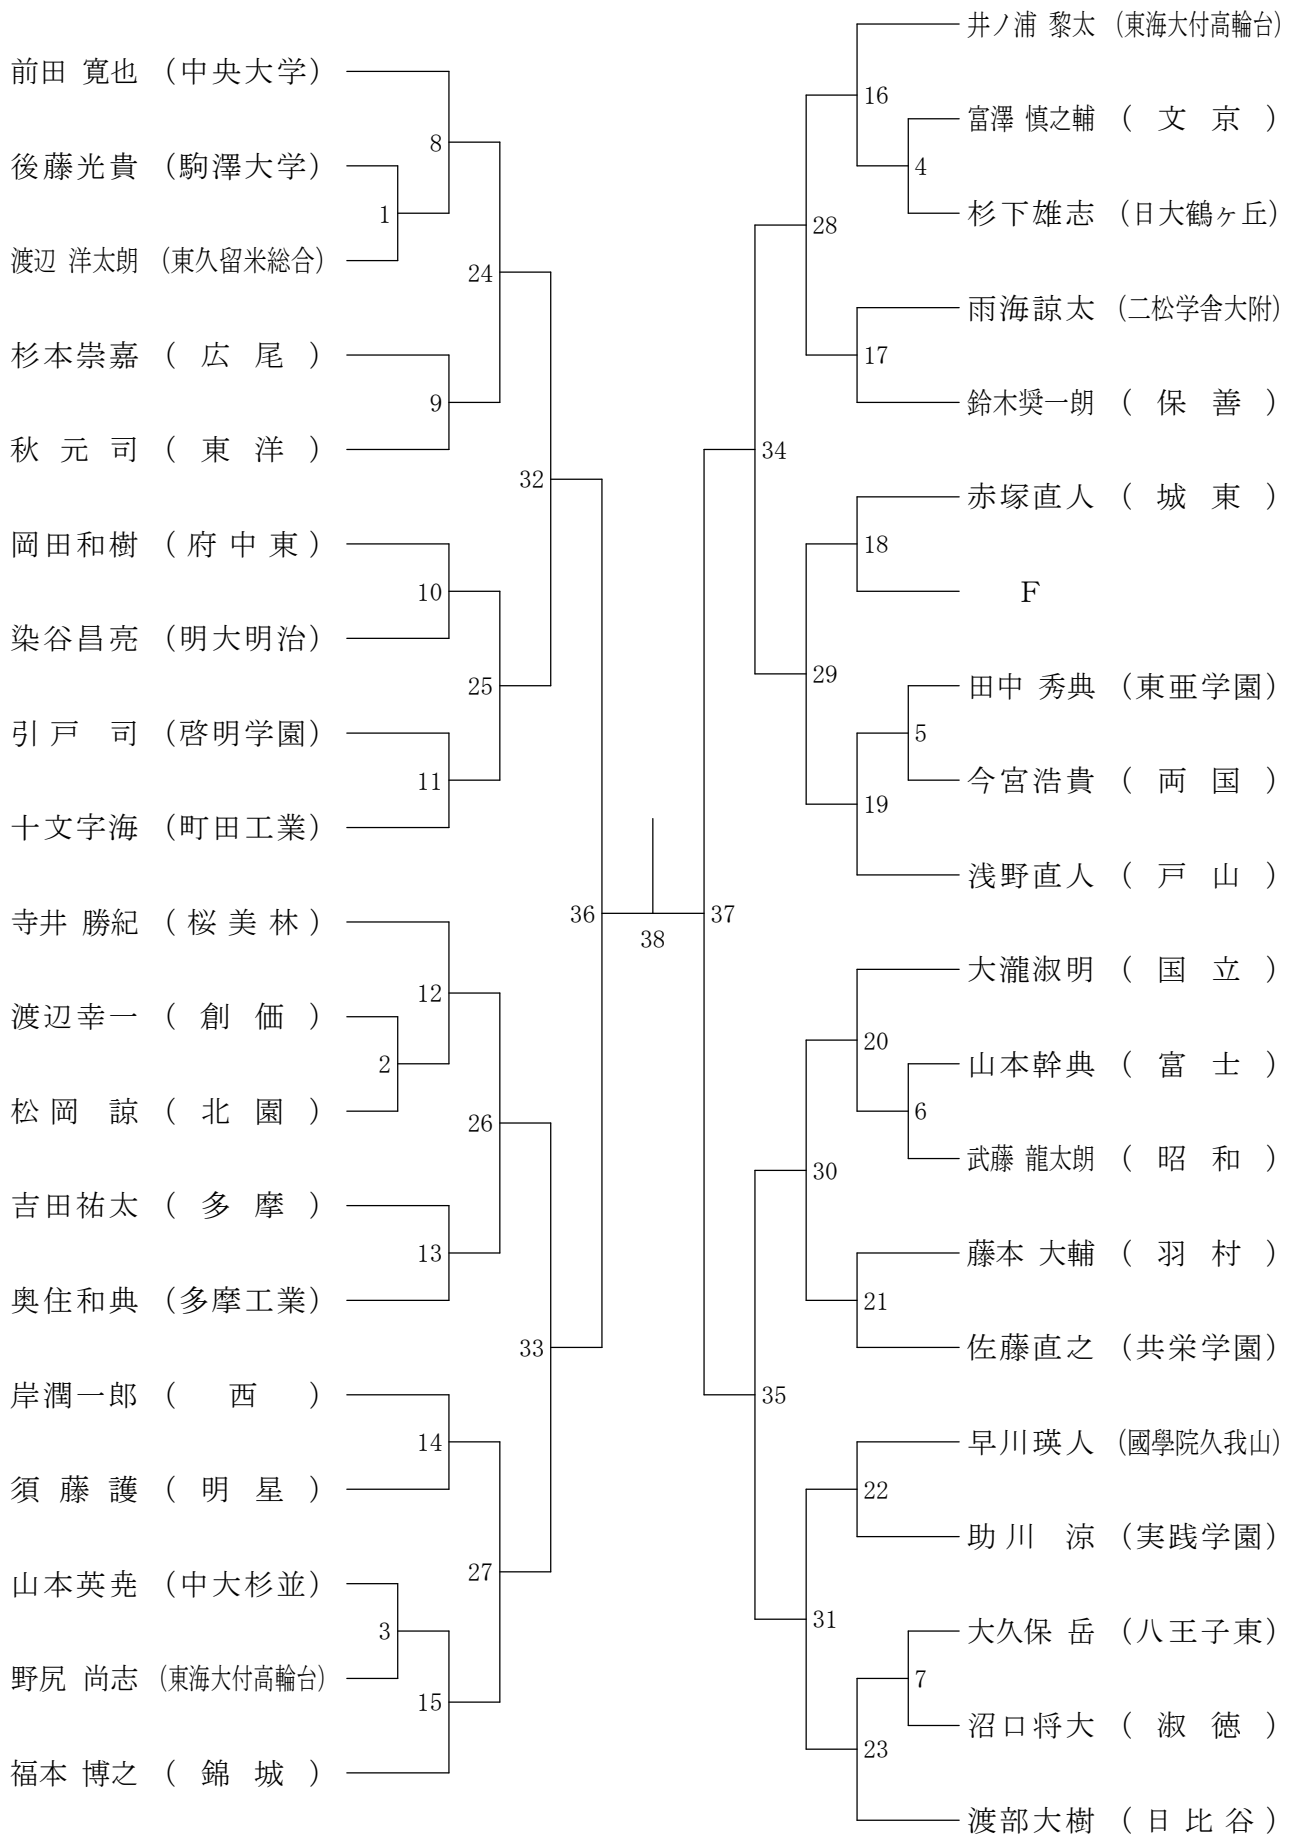 前田 寛也 （中央大学）
後藤光貴 （駒澤大学）
渡辺 洋太朗 （東久留米総合）
杉本崇嘉 （ 広 尾 ）
秋 元 司 （ 東 洋 ）
岡田和樹 （ 府 中 東 ）
染谷昌亮 （明大明治）
引戸 司 （啓明学園）
十文字海 （町田工業）
寺井 勝紀 （ 桜 美 林 ）
渡辺幸一 （ 創 価 ）
松岡 諒 （ 北 園 ）
吉田祐太 （ 多 摩 ）
奥住和典 （多摩工業）
岸潤一郎 （ 西 ）
須 藤 護 （ 明 星 ）
山本英尭 （中大杉並）
野尻 尚志 （東海大付高輪台）
福本 博之 （ 錦 城 ）
1
2
3
8
9
10
11
12
13
14
15
24
25
26
27
32
33
36
38
37
34
35
28
29
30
31
16
17
18
19
20
21
22
23
4
5
6
7
井ノ浦 黎太 （東海大付高輪台）
富澤 慎之輔 （ 文 京 ）
杉下雄志 （日大鶴ヶ丘）
雨海諒太 （二松学舎大附）
鈴木奨一朗 （ 保 善 ）
赤塚直人 （ 城 東 ）
F
田中 秀典 （東亜学園）
今宮浩貴 （ 両 国 ）
浅野直人 （ 戸 山 ）
大瀧淑明 （ 国 立 ）
山本幹典 （ 富 士 ）
武藤 龍太朗 （ 昭 和 ）
藤本 大輔 （ 羽 村 ）
佐藤直之 （共栄学園）
早川瑛人 （國學院久我山）
助川 涼 （実践学園）
大久保 岳 （八王子東）
沼口将大 （ 淑 徳 ）
渡部大樹 （ 日 比 谷 ）